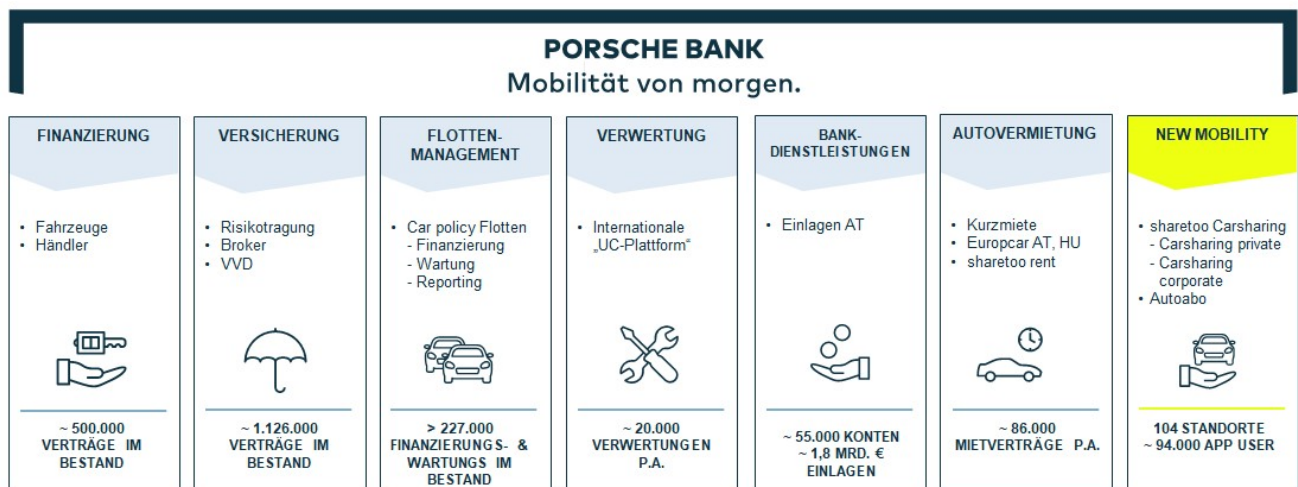 PORSCHE BANK
Mobilität von morgen.
FINANZIERUNG
• Fahrzeuge
• Händler
~ 500.000
VERTRÄGE IM
BESTAND
VERSICHERUNG
• Risikotragung
• Broker
• VVD
~ 1.126.000
VERTRÄGE IM
BESTAND
FLOTTEN-
MANAGEMENT
• Car policy Flotten
- Finanzierung
- Wartung
- Reporting
> 227.000
FINANZIERUNGS- &
WARTUNGS IM
BESTAND
VERWERTUNG
• Internationale
„UC-Plattform“
~ 20.000
VERWERTUNGEN
P.A.
BANK-
DIENSTLEISTUNGEN
• Einlagen AT
~ 55.000 KONTEN
~ 1,8 MRD. €
EINLAGEN
AUTOVERMIETUNG
• Kurzmiete
• Europcar AT, HU
• sharetoo rent
~ 86.000
MIETVERTRÄGE P.A.
NEW MOBILITY
• sharetoo Carsharing
- Carsharing private
- Carsharing
corporate
• Autoabo
104 STANDORTE
~ 94.000 APP USER